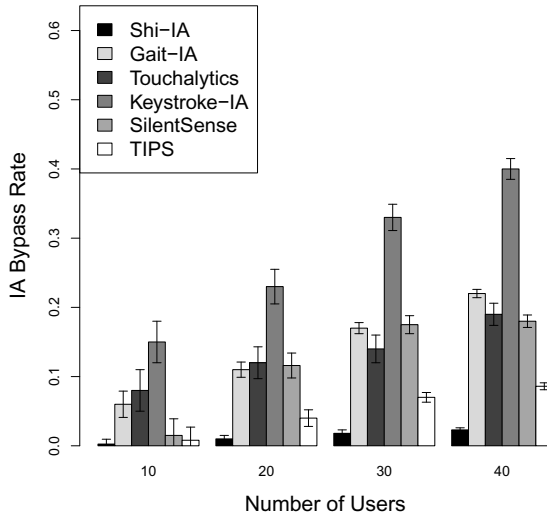 Shi−IA
Gait−IA
Touchalytics
Keystroke−IA
SilentSense
TIPS
IA Bypass Rate
0.6
0.5
0.4
0.3
0.2
0.1
0.0
10 20 30 40
Number of Users